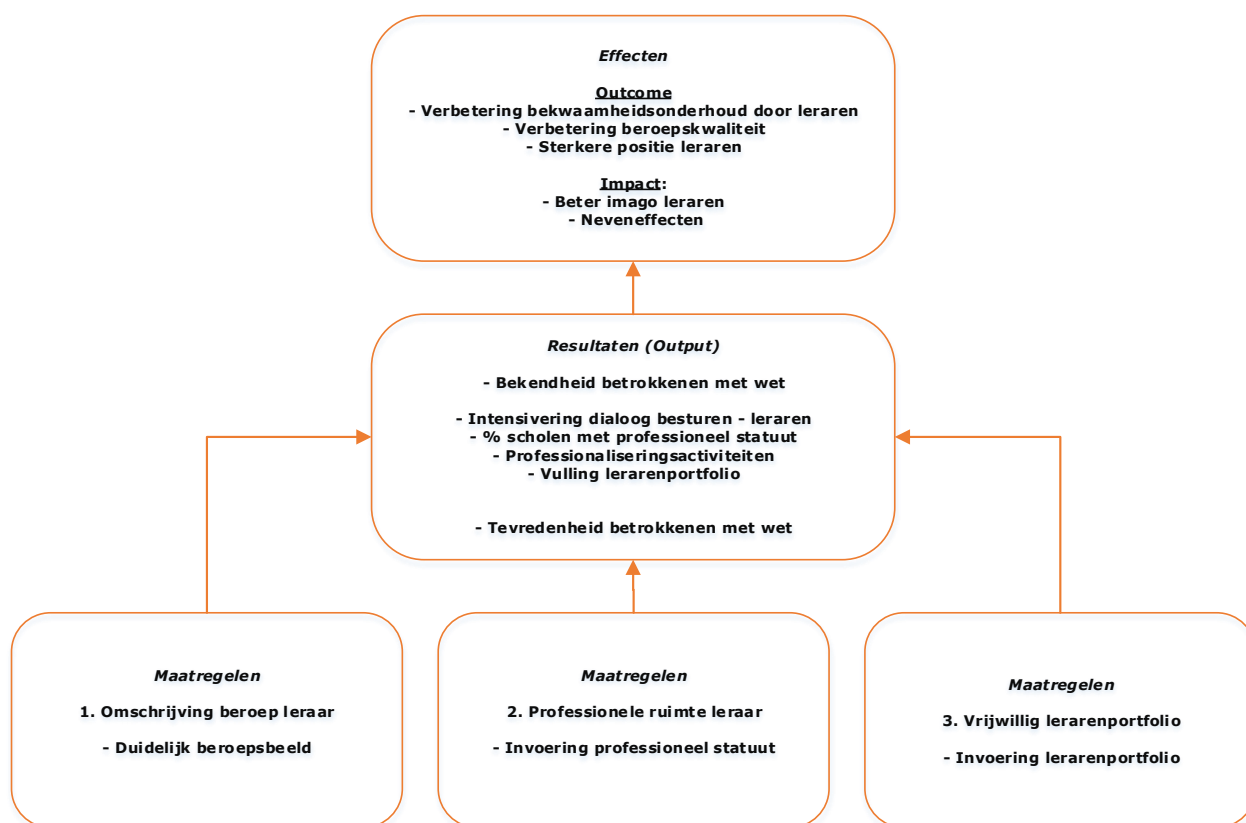 Effecten
Outcome
- Verbetering bekwaamheidsonderhoud door leraren
- Verbetering beroepskwaliteit
- Sterkere positie leraren
Impact:
- Beter imago leraren
- Neveneffecten
Resultaten (Output)
- Bekendheid betrokkenen met wet
- Intensivering dialoog besturen - leraren
- % scholen met professioneel statuut
- Professionaliseringsactiviteiten
- Vulling lerarenportfolio
- Tevredenheid betrokkenen met wet
Maatregelen
1. Omschrijving beroep leraar
- Duidelijk beroepsbeeld
Maatregelen
2. Professionele ruimte leraar
- Invoering professioneel statuut
Maatregelen
3. Vrijwillig lerarenportfolio
- Invoering lerarenportfolio